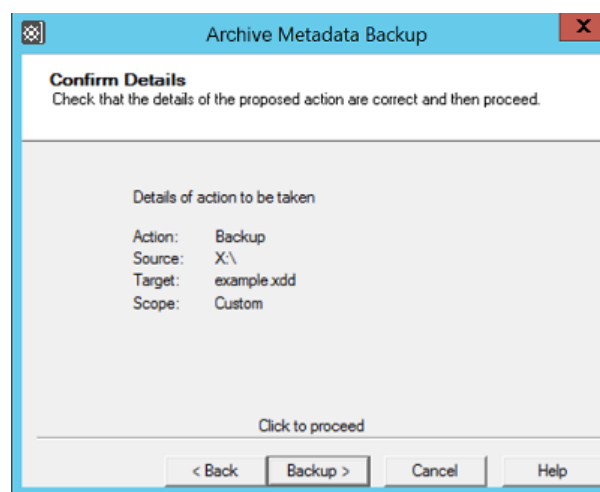 Archive Metadata Backup
X
Confirm Details
Check that the details of the proposed action are correct and then proceed.
Details of action to be taken
Action: Backup
Source: X:\
Target: example.xdd
Scope: Custom
Click to proceed
< Back Backup > Cancel Help